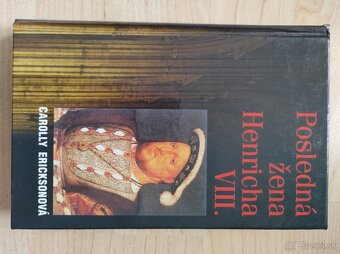 CAROLLY ERICKSONOVÁ
Posledná
žena
Henricha
VIII.